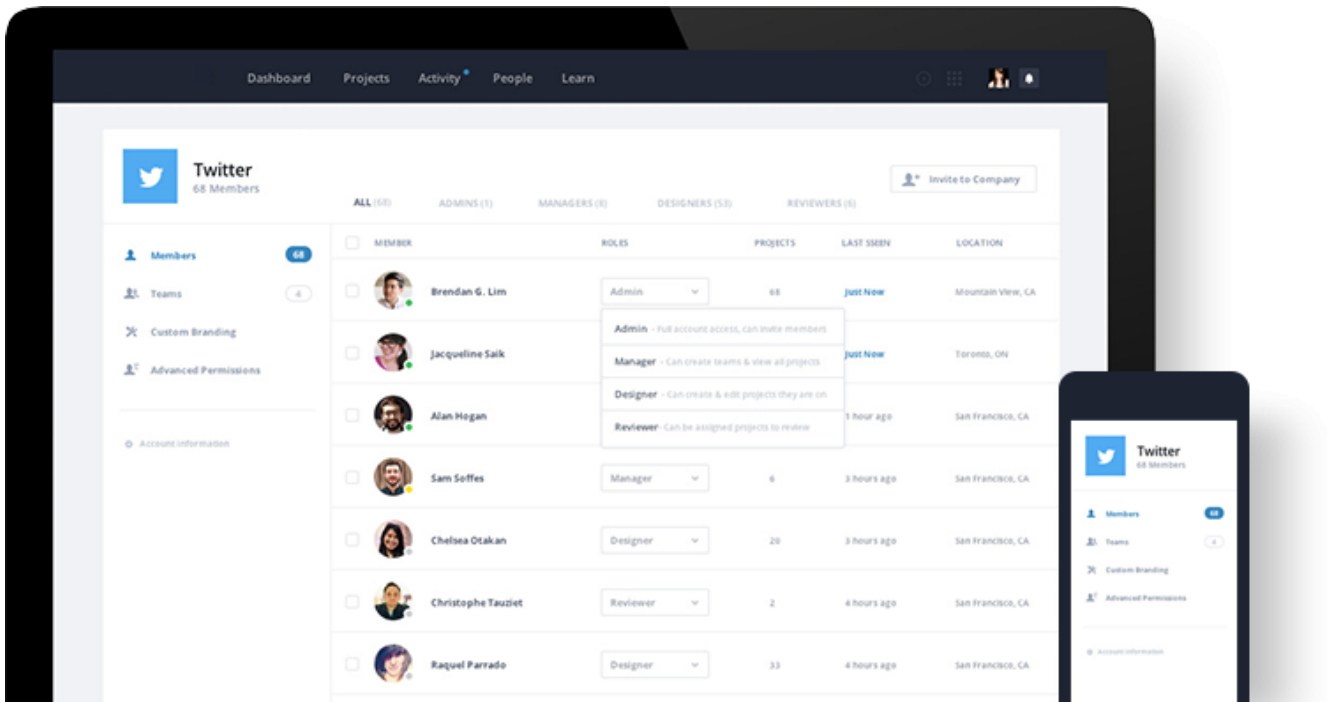 Dashboard Projects Activity People Learn
Twitter
68 Members
Invite to Company
ALL (68) ADMINS (1) MANAGERS (8) DESIGNERS (53) REVIEWERS (6)
Members 68
Teams 4
Custom Branding
Advanced Permissions
Account Information
MEMBER ROLES PROJECTS LAST SSEEN LOCATION
Brendan G. Lim Admin 68 Just Now Mountain View, CA
Admin - Full account access, can invite members
Manager - Can create teams & view all projects
Designer - Can create & edit projects they are on
Reviewer- Can be assigned projects to review
Jacqueline Saik Just Now Toronto, ON
Alan Hogan 1 hour ago San Francisco, CA
Sam Soffes Manager 6 3 hours ago San Francisco, CA
Chelsea Otakan Designer 20 3 hours ago San Francisco, CA
Christophe Tauziet Reviewer 2 4 hours ago San Francisco, CA
Raquel Parrado Designer 33 4 hours ago San Francisco, CA
Twitter
68 Members
Members 68
Teams 4
Custom Branding
Advanced Permissions
Account Information